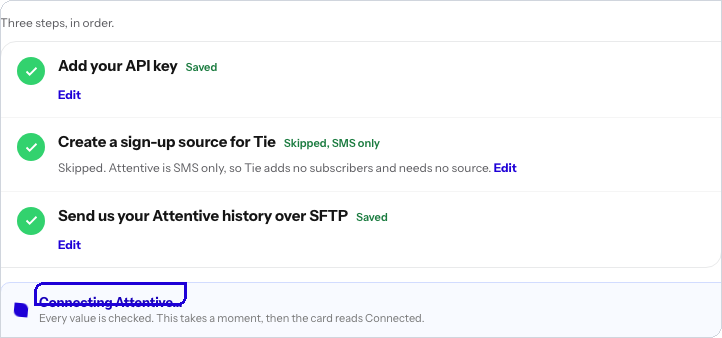 Three steps, in order.
Add your API key Saved
Edit
Create a sign-up source for Tie Skipped, SMS only
Skipped. Attentive is SMS only, so Tie adds no subscribers and needs no source. Edit
Send us your Attentive history over SFTP Saved
Edit
Connecting Attentive...
Every value is checked. This takes a moment, then the card reads Connected.